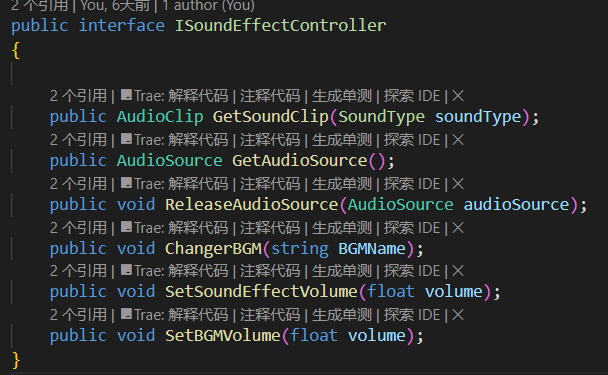 2 个引用 | You, 6天前 | 1 author (You)
public interface ISoundEffectController
{
2 个引用 | Trae: 解释代码 | 注释代码 | 生成单测 | 探索 IDE | ×
public AudioClip GetSoundClip(SoundType soundType);
2 个引用 | Trae: 解释代码 | 注释代码 | 生成单测 | 探索 IDE | ×
public AudioSource GetAudioSource();
2 个引用 | Trae: 解释代码 | 注释代码 | 生成单测 | 探索 IDE | ×
public void ReleaseAudioSource(AudioSource audioSource);
2 个引用 | Trae: 解释代码 | 注释代码 | 生成单测 | 探索 IDE | ×
public void ChangerBGM(string BGMName);
2 个引用 | Trae: 解释代码 | 注释代码 | 生成单测 | 探索 IDE | ×
public void SetSoundEffectVolume(float volume);
2 个引用 | Trae: 解释代码 | 注释代码 | 生成单测 | 探索 IDE | ×
public void SetBGMVolume(float volume);
}